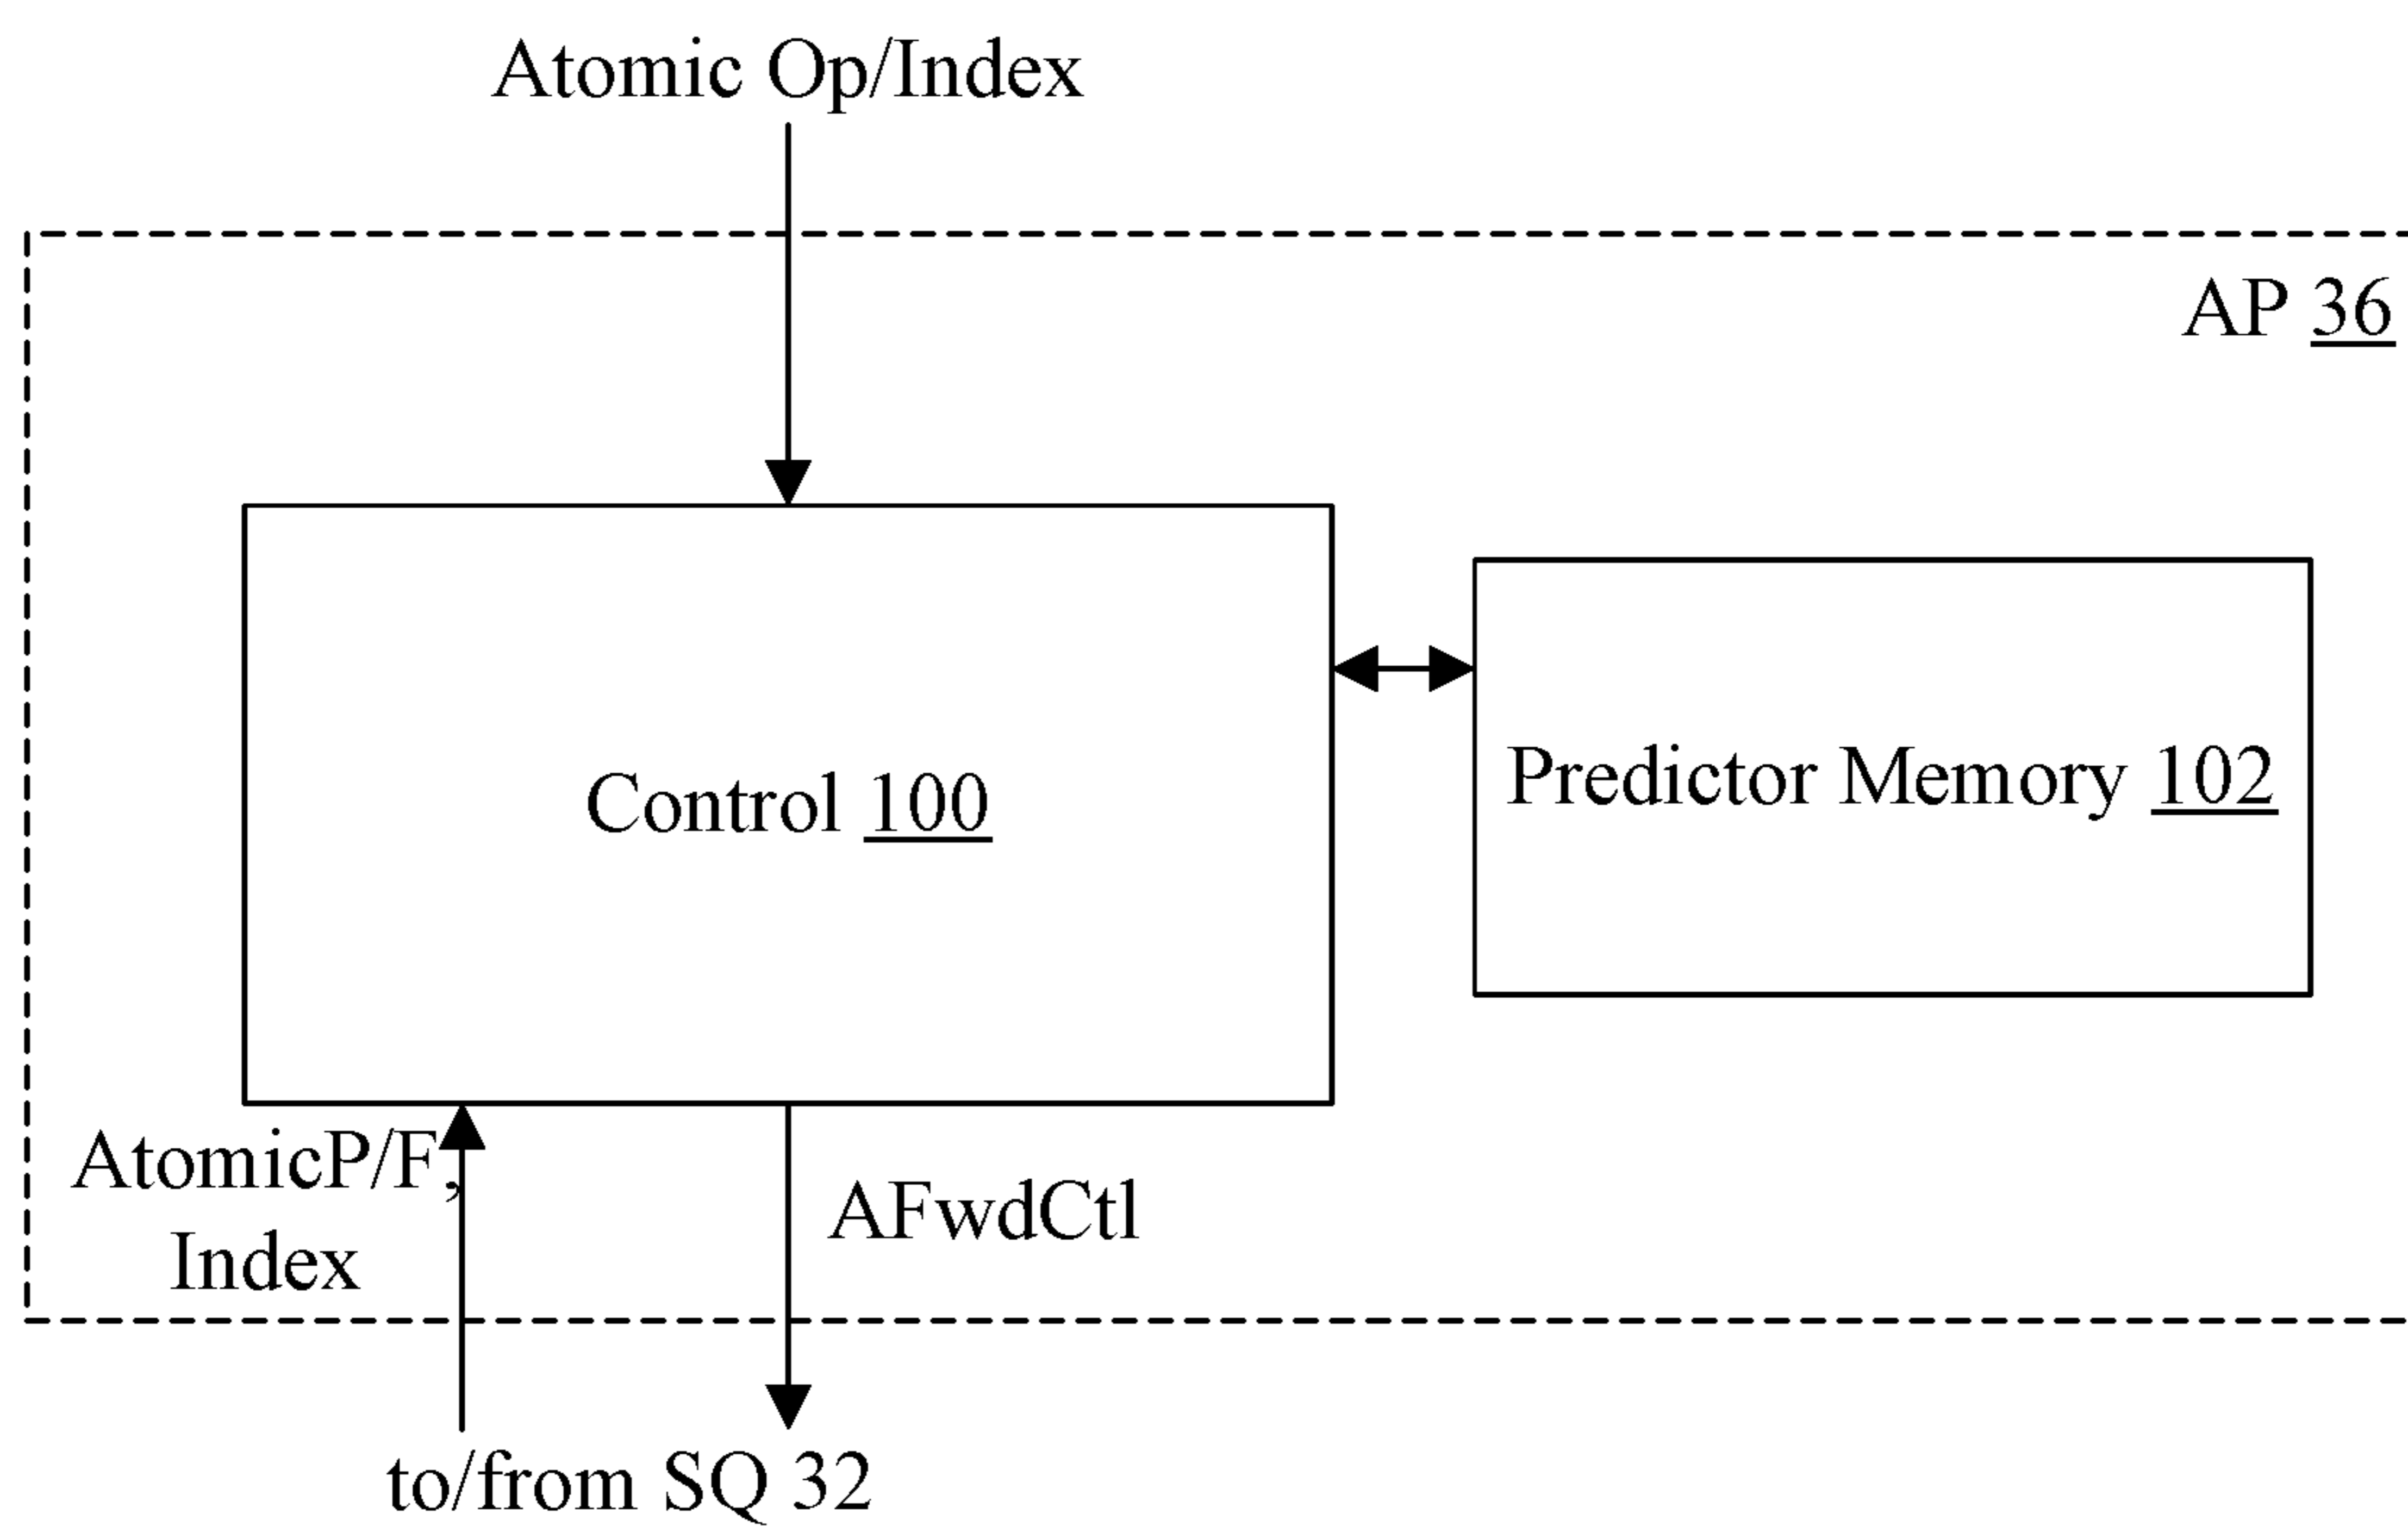 Atomic Op/Index
AP 36
Control 100
Predictor Memory 102
AtomicP/F,
Index
AFwdCtl
to/from SQ 32